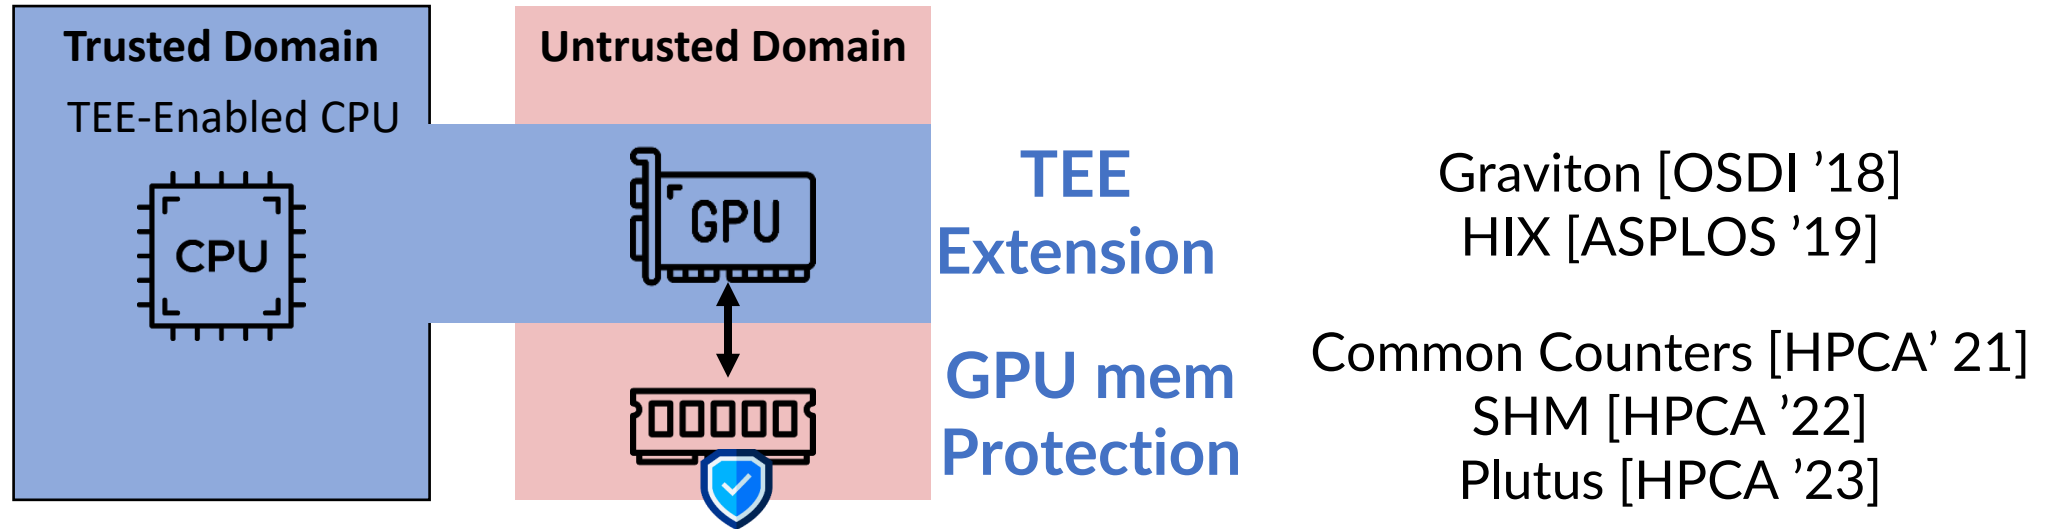 Trusted Domain
TEE-Enabled CPU
CPU
Untrusted Domain
GPU
TEE
Extension
Graviton [OSDI ’18]
HIX [ASPLOS ’19]
GPU mem
Protection
Common Counters [HPCA’ 21]
SHM [HPCA ’22]
Plutus [HPCA ’23]